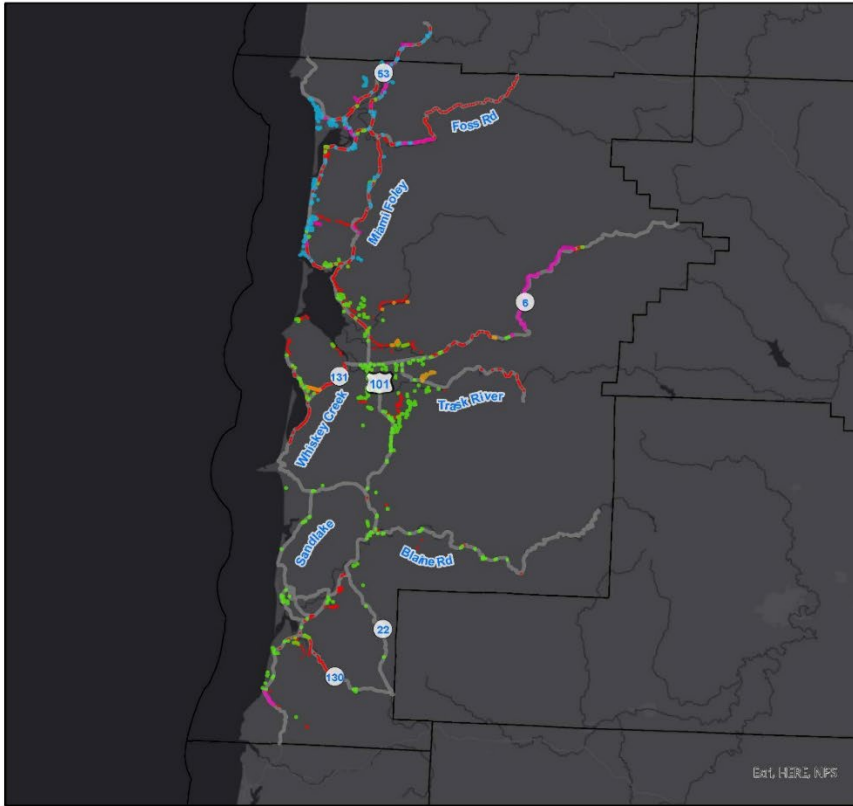 53
Foss Rd
Miami Foley
6
131
101
Trask River
Whiskey Creek
Sandlake
Blaine Rd
22
130
Esri, HERE, NPS